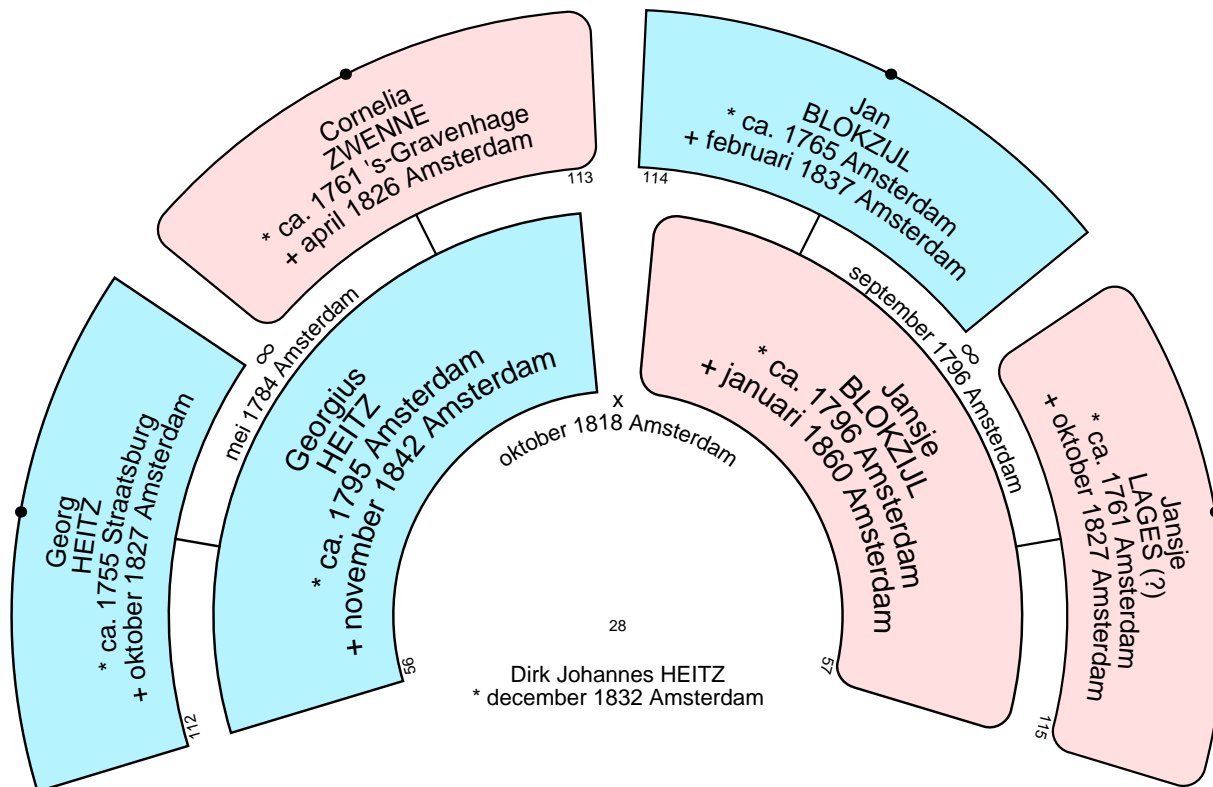 Cornelia
ZWENNE
* ca. 1761 's-Gravenhage
+ april 1826 Amsterdam
113
Jan
BLOKZIJL
* ca. 1765 Amsterdam
+ februari 1837 Amsterdam
114
Georg
HEITZ
* ca. 1755 Straatsburg
+ oktober 1827 Amsterdam
112
∞
mei 1784 Amsterdam
Georgius
HEITZ
* ca. 1795 Amsterdam
+ november 1842 Amsterdam
56
x
oktober 1818 Amsterdam
Jansje
BLOKZIJL
* ca. 1796 Amsterdam
+ januari 1860 Amsterdam
57
∞
september 1796 Amsterdam
Jansje
LAGES (?)
* ca. 1761 Amsterdam
+ oktober 1827 Amsterdam
115
28
Dirk Johannes HEITZ
* december 1832 Amsterdam